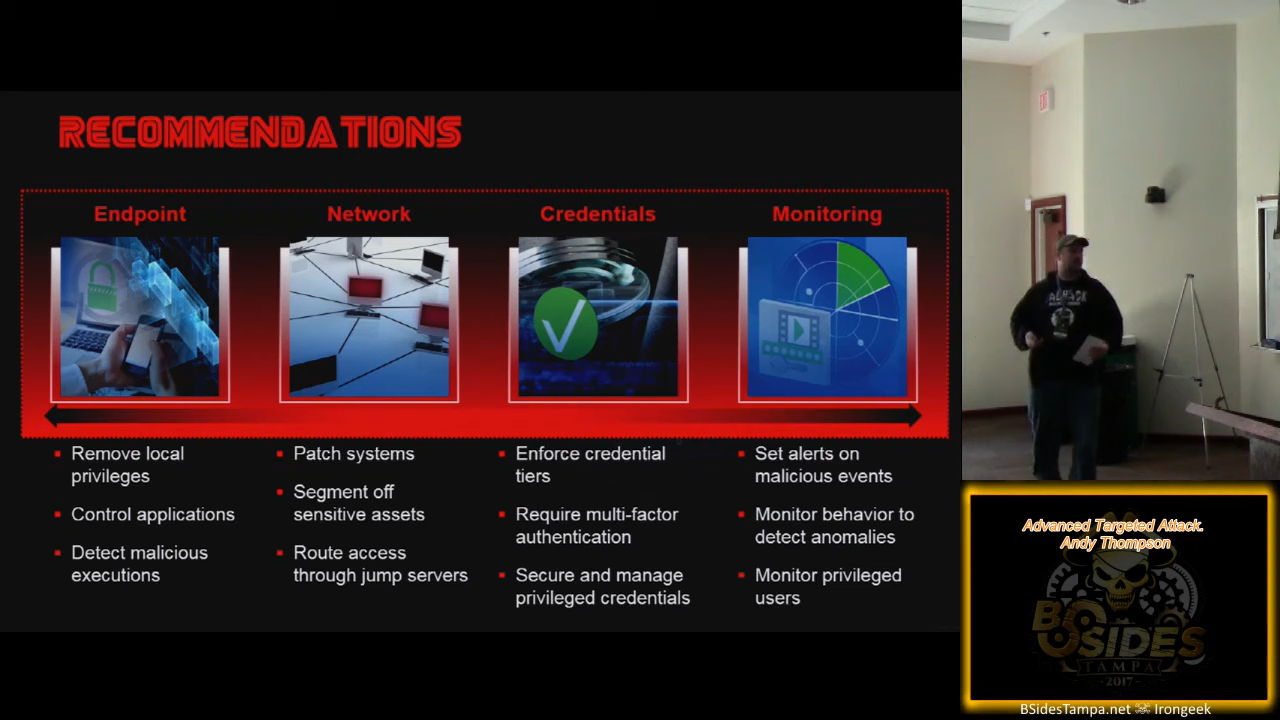 RECOMMENDATIONS
Endpoint
Network
Credentials
Monitoring
Remove local
privileges
Control applications
Detect malicious
executions
Patch systems
Segment off
sensitive assets
Route access
through jump servers
Enforce credential
tiers
Require multi-factor
authentication
Secure and manage
privileged credentials
Set alerts on
malicious events
Monitor behavior to
detect anomalies
Monitor privileged
users
EXIT
Advanced Targeted Attack.
Andy Thompson
BSIDES
TAMPA
-2017-
BSidesTampa.net ☠ Irongeek